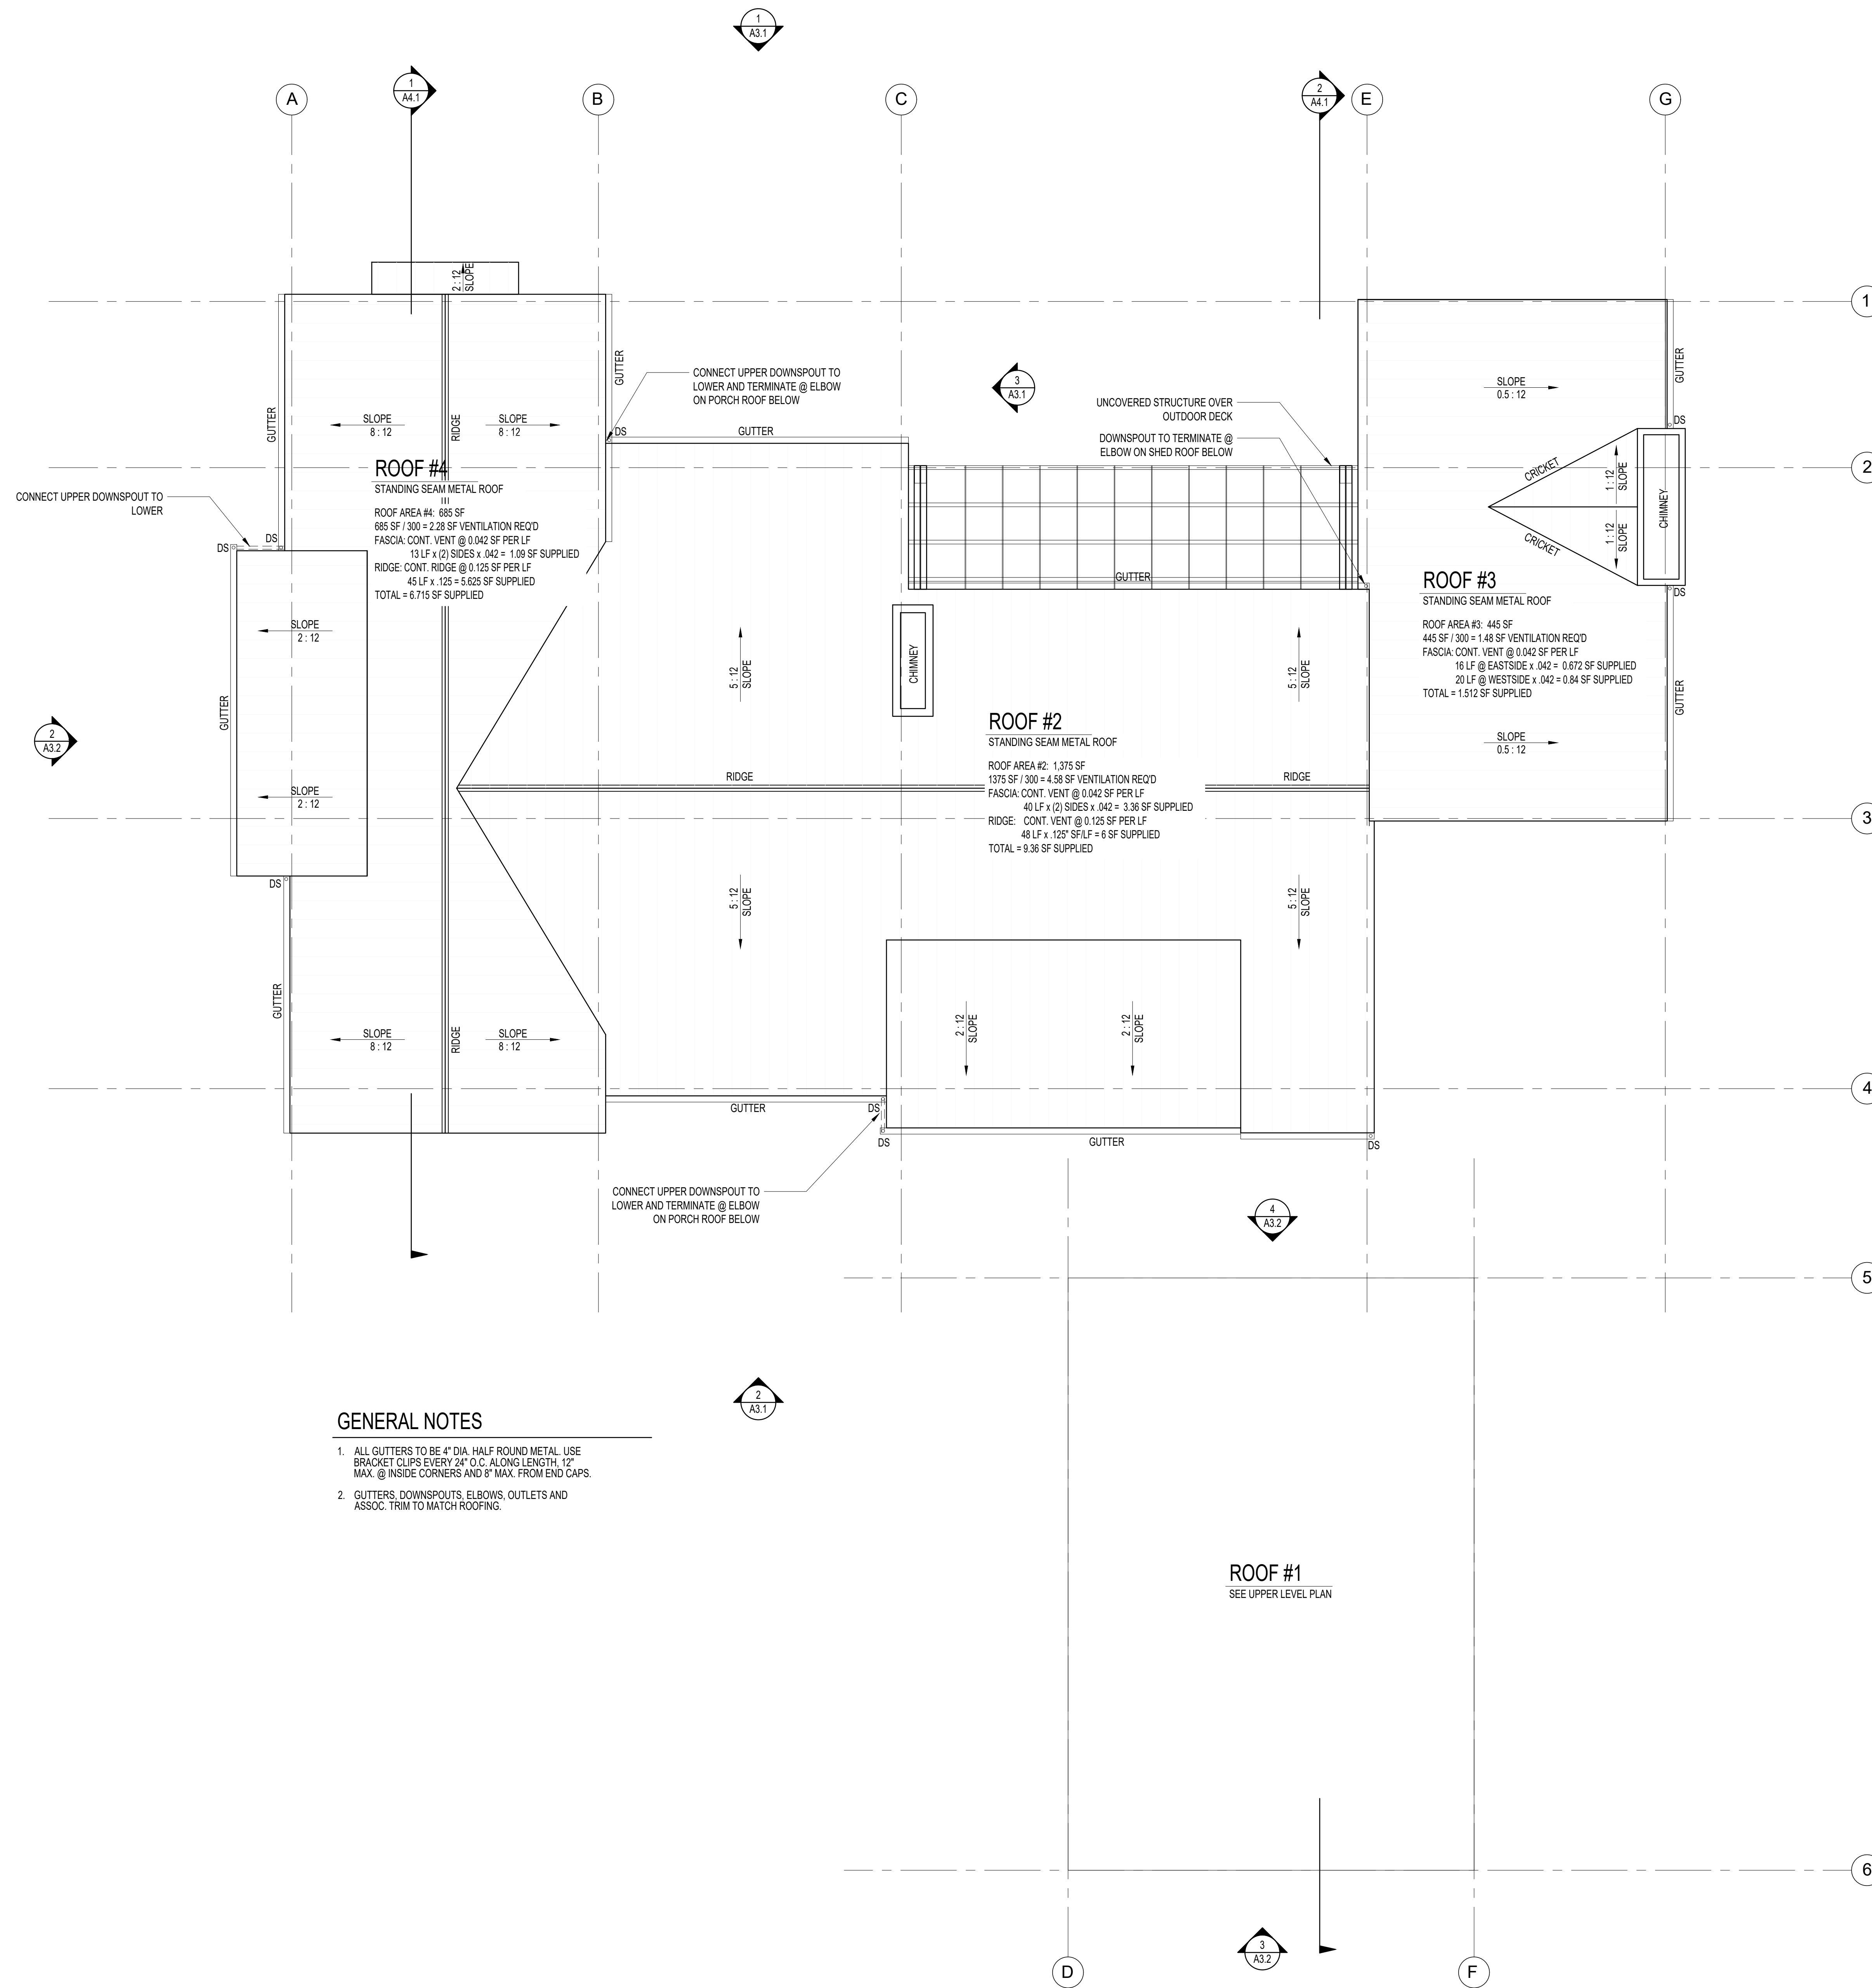 1
A3.1
A
1
A4.1
B
C
2
A4.1
E
G
1
2
3
4
5
6
2 : 12
SLOPE
GUTTER
GUTTER
SLOPE
8 : 12
RIDGE
SLOPE
8 : 12
CONNECT UPPER DOWNSPOUT TO
LOWER AND TERMINATE @ ELBOW
ON PORCH ROOF BELOW
DS
GUTTER
3
A3.1
UNCOVERED STRUCTURE OVER
OUTDOOR DECK
DOWNSPOUT TO TERMINATE @
ELBOW ON SHED ROOF BELOW
SLOPE
0.5 : 12
GUTTER
DS
CRICKET
1 : 12
SLOPE
CHIMNEY
CRICKET
1 : 12
SLOPE
DS
ROOF #4
STANDING SEAM METAL ROOF
ROOF AREA #4: 685 SF
685 SF / 300 = 2.28 SF VENTILATION REQ'D
FASCIA: CONT. VENT @ 0.042 SF PER LF
13 LF x (2) SIDES x .042 = 1.09 SF SUPPLIED
RIDGE: CONT. RIDGE @ 0.125 SF PER LF
45 LF x .125 = 5.625 SF SUPPLIED
TOTAL = 6.715 SF SUPPLIED
CONNECT UPPER DOWNSPOUT TO
LOWER
DS
DS
SLOPE
2 : 12
GUTTER
SLOPE
2 : 12
2
A3.2
DS
GUTTER
GUTTER
ROOF #3
STANDING SEAM METAL ROOF
ROOF AREA #3: 445 SF
445 SF / 300 = 1.48 SF VENTILATION REQ'D
FASCIA: CONT. VENT @ 0.042 SF PER LF
16 LF @ EASTSIDE x .042 = 0.672 SF SUPPLIED
20 LF @ WESTSIDE x .042 = 0.84 SF SUPPLIED
TOTAL = 1.512 SF SUPPLIED
GUTTER
SLOPE
0.5 : 12
5 : 12
SLOPE
CHIMNEY
5 : 12
SLOPE
ROOF #2
STANDING SEAM METAL ROOF
ROOF AREA #2: 1,375 SF
1375 SF / 300 = 4.58 SF VENTILATION REQ'D
FASCIA: CONT. VENT @ 0.042 SF PER LF
40 LF x (2) SIDES x .042 = 3.36 SF SUPPLIED
RIDGE: CONT. VENT @ 0.125 SF PER LF
48 LF x .125" SF/LF = 6 SF SUPPLIED
TOTAL = 9.36 SF SUPPLIED
RIDGE
RIDGE
5 : 12
SLOPE
5 : 12
SLOPE
SLOPE
8 : 12
RIDGE
SLOPE
8 : 12
2 : 12
SLOPE
2 : 12
SLOPE
GUTTER
DS
DS
GUTTER
DS
CONNECT UPPER DOWNSPOUT TO
LOWER AND TERMINATE @ ELBOW
ON PORCH ROOF BELOW
4
A3.2
2
A3.1
GENERAL NOTES
1. ALL GUTTERS TO BE 4" DIA. HALF ROUND METAL. USE
BRACKET CLIPS EVERY 24" O.C. ALONG LENGTH, 12"
MAX. @ INSIDE CORNERS AND 8" MAX. FROM END CAPS.
2. GUTTERS, DOWNSPOUTS, ELBOWS, OUTLETS AND
ASSOC. TRIM TO MATCH ROOFING.
ROOF #1
SEE UPPER LEVEL PLAN
3
A3.2
D
F